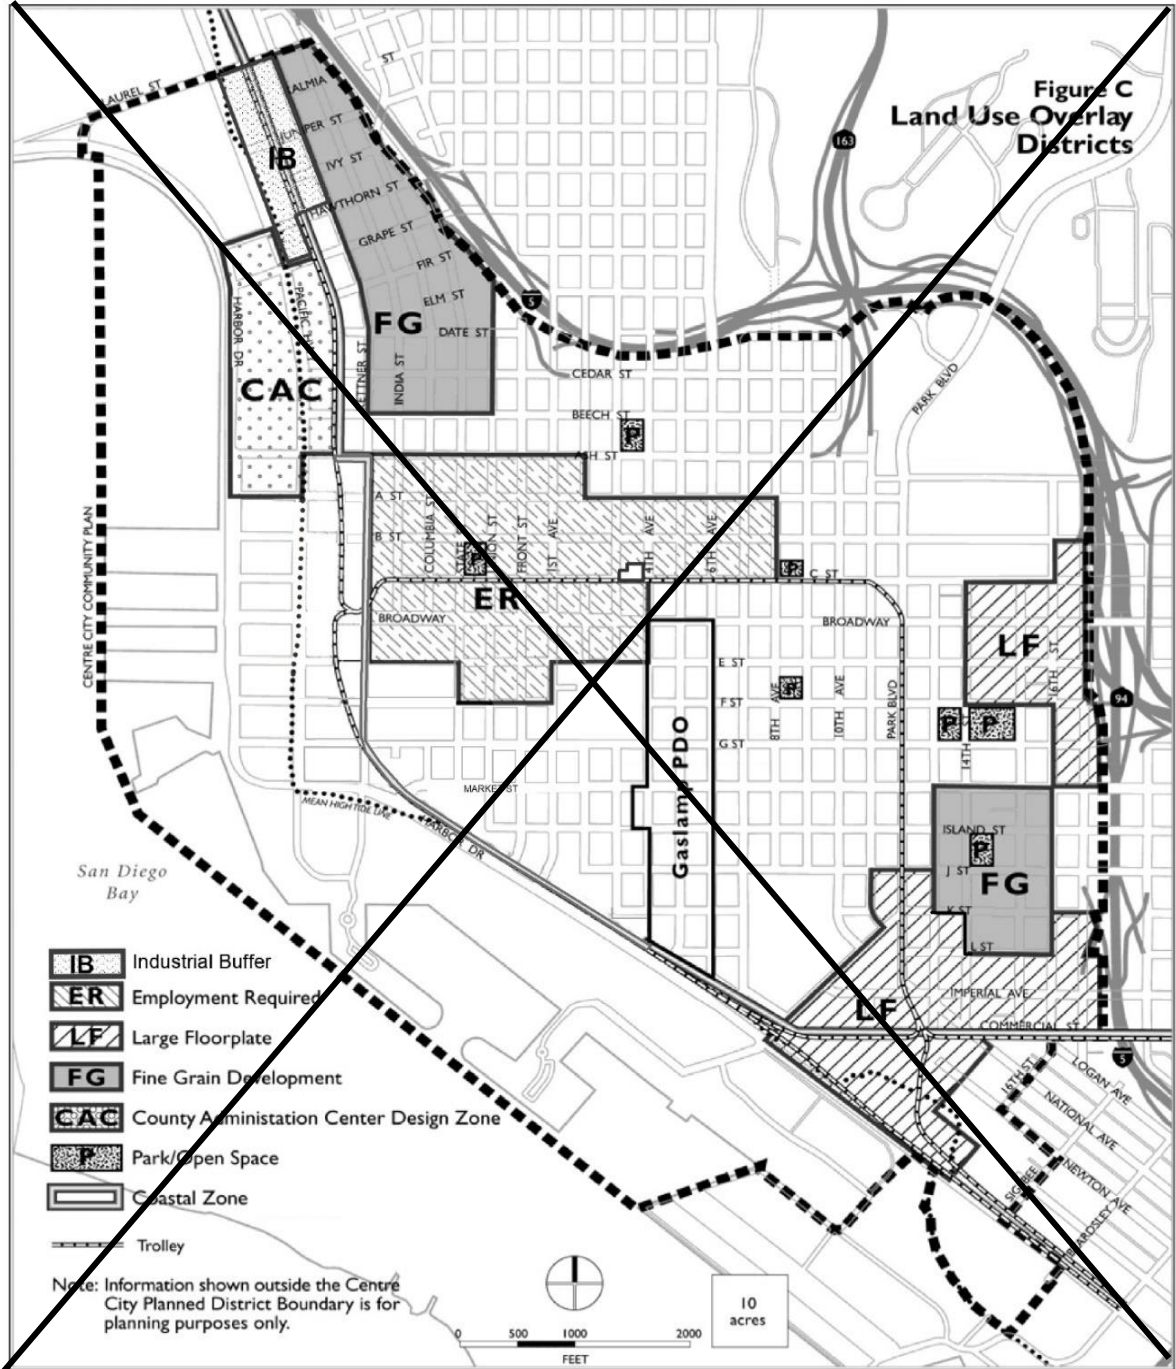 Figure C
Land Use Overlay
Districts
LAUREL ST
KALMIA
ST
JUNIPER ST
IB
IVY ST
HAWTHORN ST
GRAPE ST
FIR ST
ELM ST
FG
DATE ST
163
5
HARBOR DR
PACIFIC
CAC
KETTNER ST
INDIA ST
CEDAR ST
BEECH ST
P
ASH ST
PARK BLVD
A ST
B ST
COLUMBIA ST
STATE
UNION ST
FRONT ST
1ST AVE
4TH AVE
6TH AVE
P
P
C ST
ER
BROADWAY
BROADWAY
CENTRE CITY COMMUNITY PLAN
E ST
F ST
G ST
8TH AVE
P
10TH AVE
PARK BLVD
LF
16TH ST
94
P
P
14TH
Gaslamp PDO
MARKET ST
MEAN HIGH TIDE LINE
HARBOR DR
ISLAND ST
P
J ST
FG
K ST
L ST
San Diego
Bay
LF
IMPERIAL AVE
COMMERCIAL ST
5
16TH ST
LOGAN AVE
NATIONAL AVE
NEWTON AVE
SIGSBEE
BEARDSLEY
IB Industrial Buffer
ER Employment Required
LF Large Floorplate
FG Fine Grain Development
CAC County Administation Center Design Zone
P Park/Open Space
Coastal Zone
Trolley
Note: Information shown outside the Centre
City Planned District Boundary is for
planning purposes only.
0 500 1000 2000
FEET
10
acres